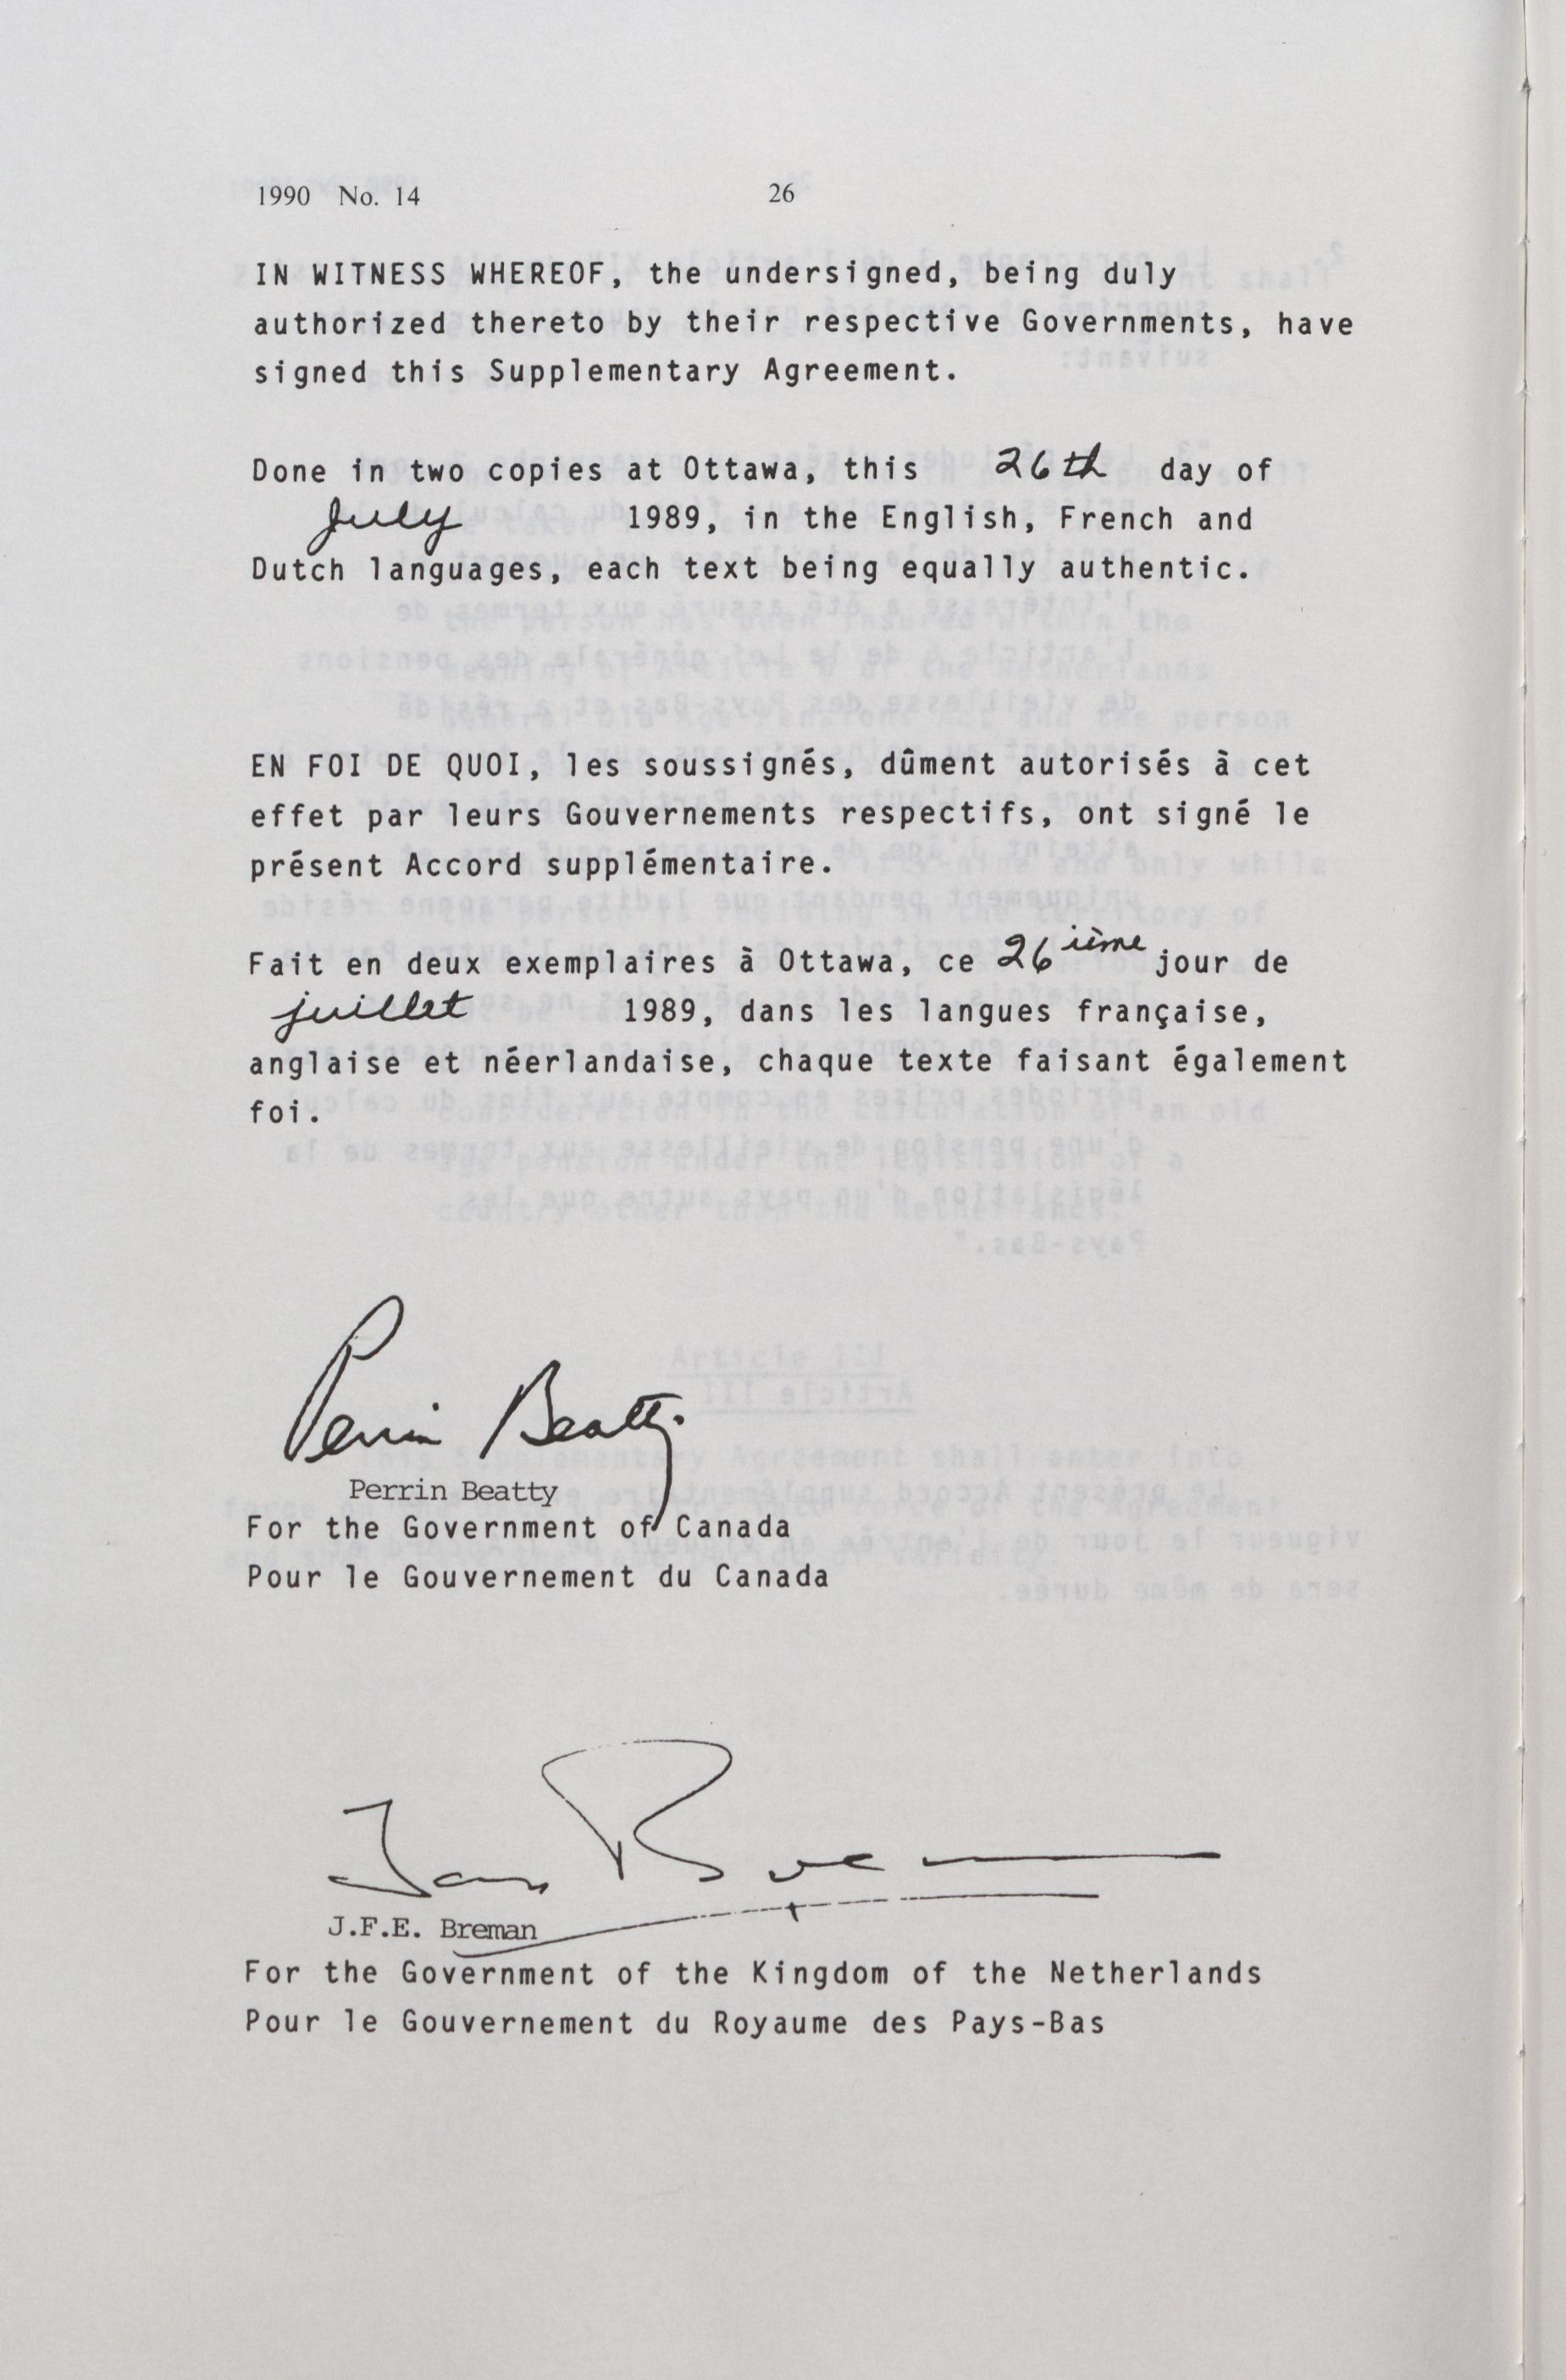 1990 No. 14 26
IN WITNESS WHEREOF, the undersigned, being duly
authorized thereto by their respective Governments, have
signed this Supplementary Agreement.
Done in two copies at Ottawa, this 26th day of
July 1989, in the English, French and
Dutch languages, each text being equally authentic.
EN FOI DE QUOI, les soussignés, dûment autorisés à cet
effet par leurs Gouvernements respectifs, ont signé le
présent Accord supplémentaire.
Fait en deux exemplaires à Ottawa, ce 26ième jour de
juillet 1989, dans les langues française,
anglaise et néerlandaise, chaque texte faisant également
foi.
Perrin Beatty
Perrin Beatty
For the Government of Canada
Pour le Gouvernement du Canada
J.F.E. Breman
For the Government of the Kingdom of the Netherlands
Pour le Gouvernement du Royaume des Pays-Bas